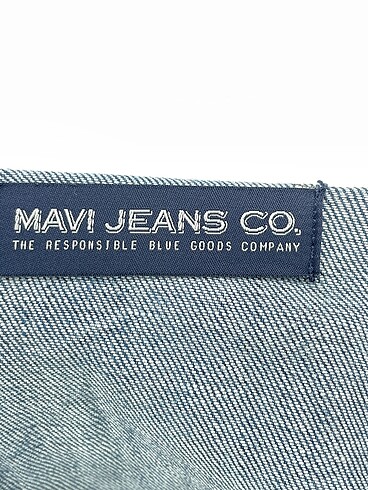 MAVI JEANS CO.
THE RESPONSIBLE BLUE GOODS COMPANY